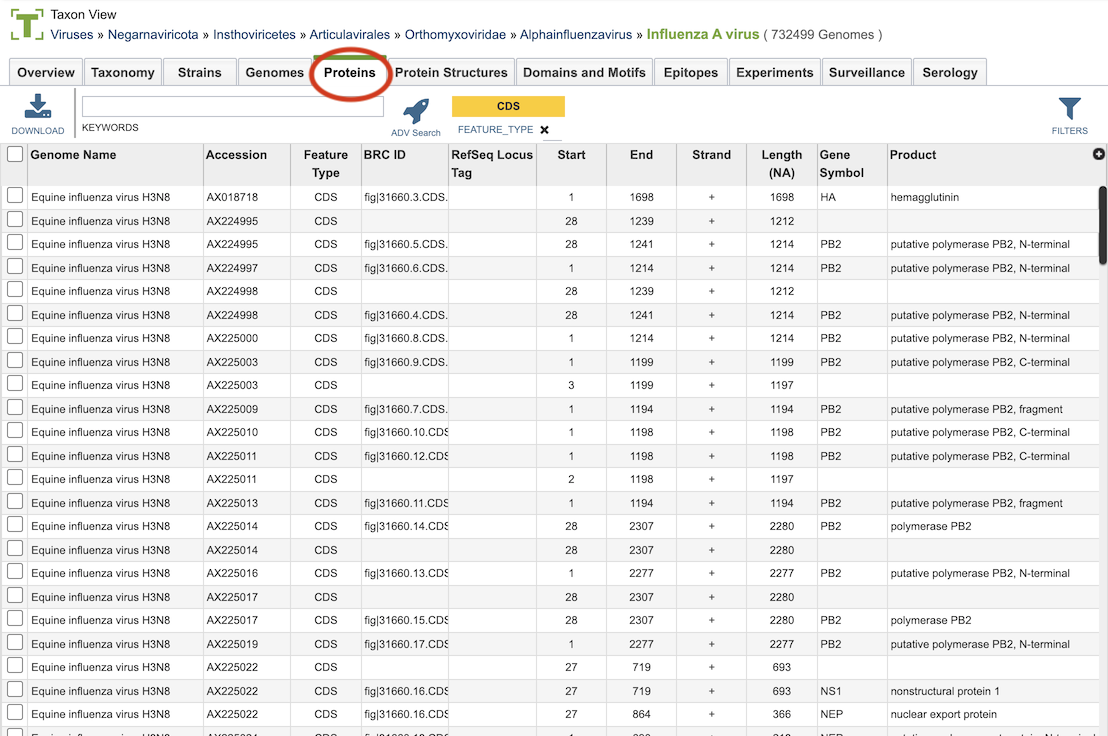 Taxon View
Viruses » Negarnaviricota » Insthoviricetes » Articulavirales » Orthomyxoviridae » Alphainfluenzavirus » Influenza A virus ( 732499 Genomes )
Overview Taxonomy Strains Genomes Proteins Protein Structures Domains and Motifs Epitopes Experiments Surveillance Serology
CDS
DOWNLOAD KEYWORDS ADV Search FEATURE_TYPE ✕ FILTERS
Genome Name Accession Feature Type BRC ID RefSeq Locus Tag Start End Strand Length (NA) Gene Symbol Product
Equine influenza virus H3N8 AX018718 CDS fig|31660.3.CDS. 1 1698 + 1698 HA hemagglutinin
Equine influenza virus H3N8 AX224995 CDS 28 1239 + 1212
Equine influenza virus H3N8 AX224995 CDS fig|31660.5.CDS. 28 1241 + 1214 PB2 putative polymerase PB2, N-terminal
Equine influenza virus H3N8 AX224997 CDS fig|31660.6.CDS. 1 1214 + 1214 PB2 putative polymerase PB2, N-terminal
Equine influenza virus H3N8 AX224998 CDS 28 1239 + 1212
Equine influenza virus H3N8 AX224998 CDS fig|31660.4.CDS. 28 1241 + 1214 PB2 putative polymerase PB2, N-terminal
Equine influenza virus H3N8 AX225000 CDS fig|31660.8.CDS. 1 1214 + 1214 PB2 putative polymerase PB2, N-terminal
Equine influenza virus H3N8 AX225003 CDS fig|31660.9.CDS. 1 1199 + 1199 PB2 putative polymerase PB2, C-terminal
Equine influenza virus H3N8 AX225003 CDS 3 1199 + 1197
Equine influenza virus H3N8 AX225009 CDS fig|31660.7.CDS. 1 1194 + 1194 PB2 putative polymerase PB2, fragment
Equine influenza virus H3N8 AX225010 CDS fig|31660.10.CDS 1 1198 + 1198 PB2 putative polymerase PB2, C-terminal
Equine influenza virus H3N8 AX225011 CDS fig|31660.12.CDS 1 1198 + 1198 PB2 putative polymerase PB2, C-terminal
Equine influenza virus H3N8 AX225011 CDS 2 1198 + 1197
Equine influenza virus H3N8 AX225013 CDS fig|31660.11.CDS 1 1194 + 1194 PB2 putative polymerase PB2, fragment
Equine influenza virus H3N8 AX225014 CDS fig|31660.14.CDS 28 2307 + 2280 PB2 polymerase PB2
Equine influenza virus H3N8 AX225014 CDS 28 2307 + 2280
Equine influenza virus H3N8 AX225016 CDS fig|31660.13.CDS 1 2277 + 2277 PB2 putative polymerase PB2, N-terminal
Equine influenza virus H3N8 AX225017 CDS 28 2307 + 2280
Equine influenza virus H3N8 AX225017 CDS fig|31660.15.CDS 28 2307 + 2280 PB2 polymerase PB2
Equine influenza virus H3N8 AX225019 CDS fig|31660.17.CDS 1 2277 + 2277 PB2 putative polymerase PB2, N-terminal
Equine influenza virus H3N8 AX225022 CDS 27 719 + 693
Equine influenza virus H3N8 AX225022 CDS fig|31660.16.CDS 27 719 + 693 NS1 nonstructural protein 1
Equine influenza virus H3N8 AX225022 CDS fig|31660.16.CDS 27 864 + 366 NEP nuclear export protein